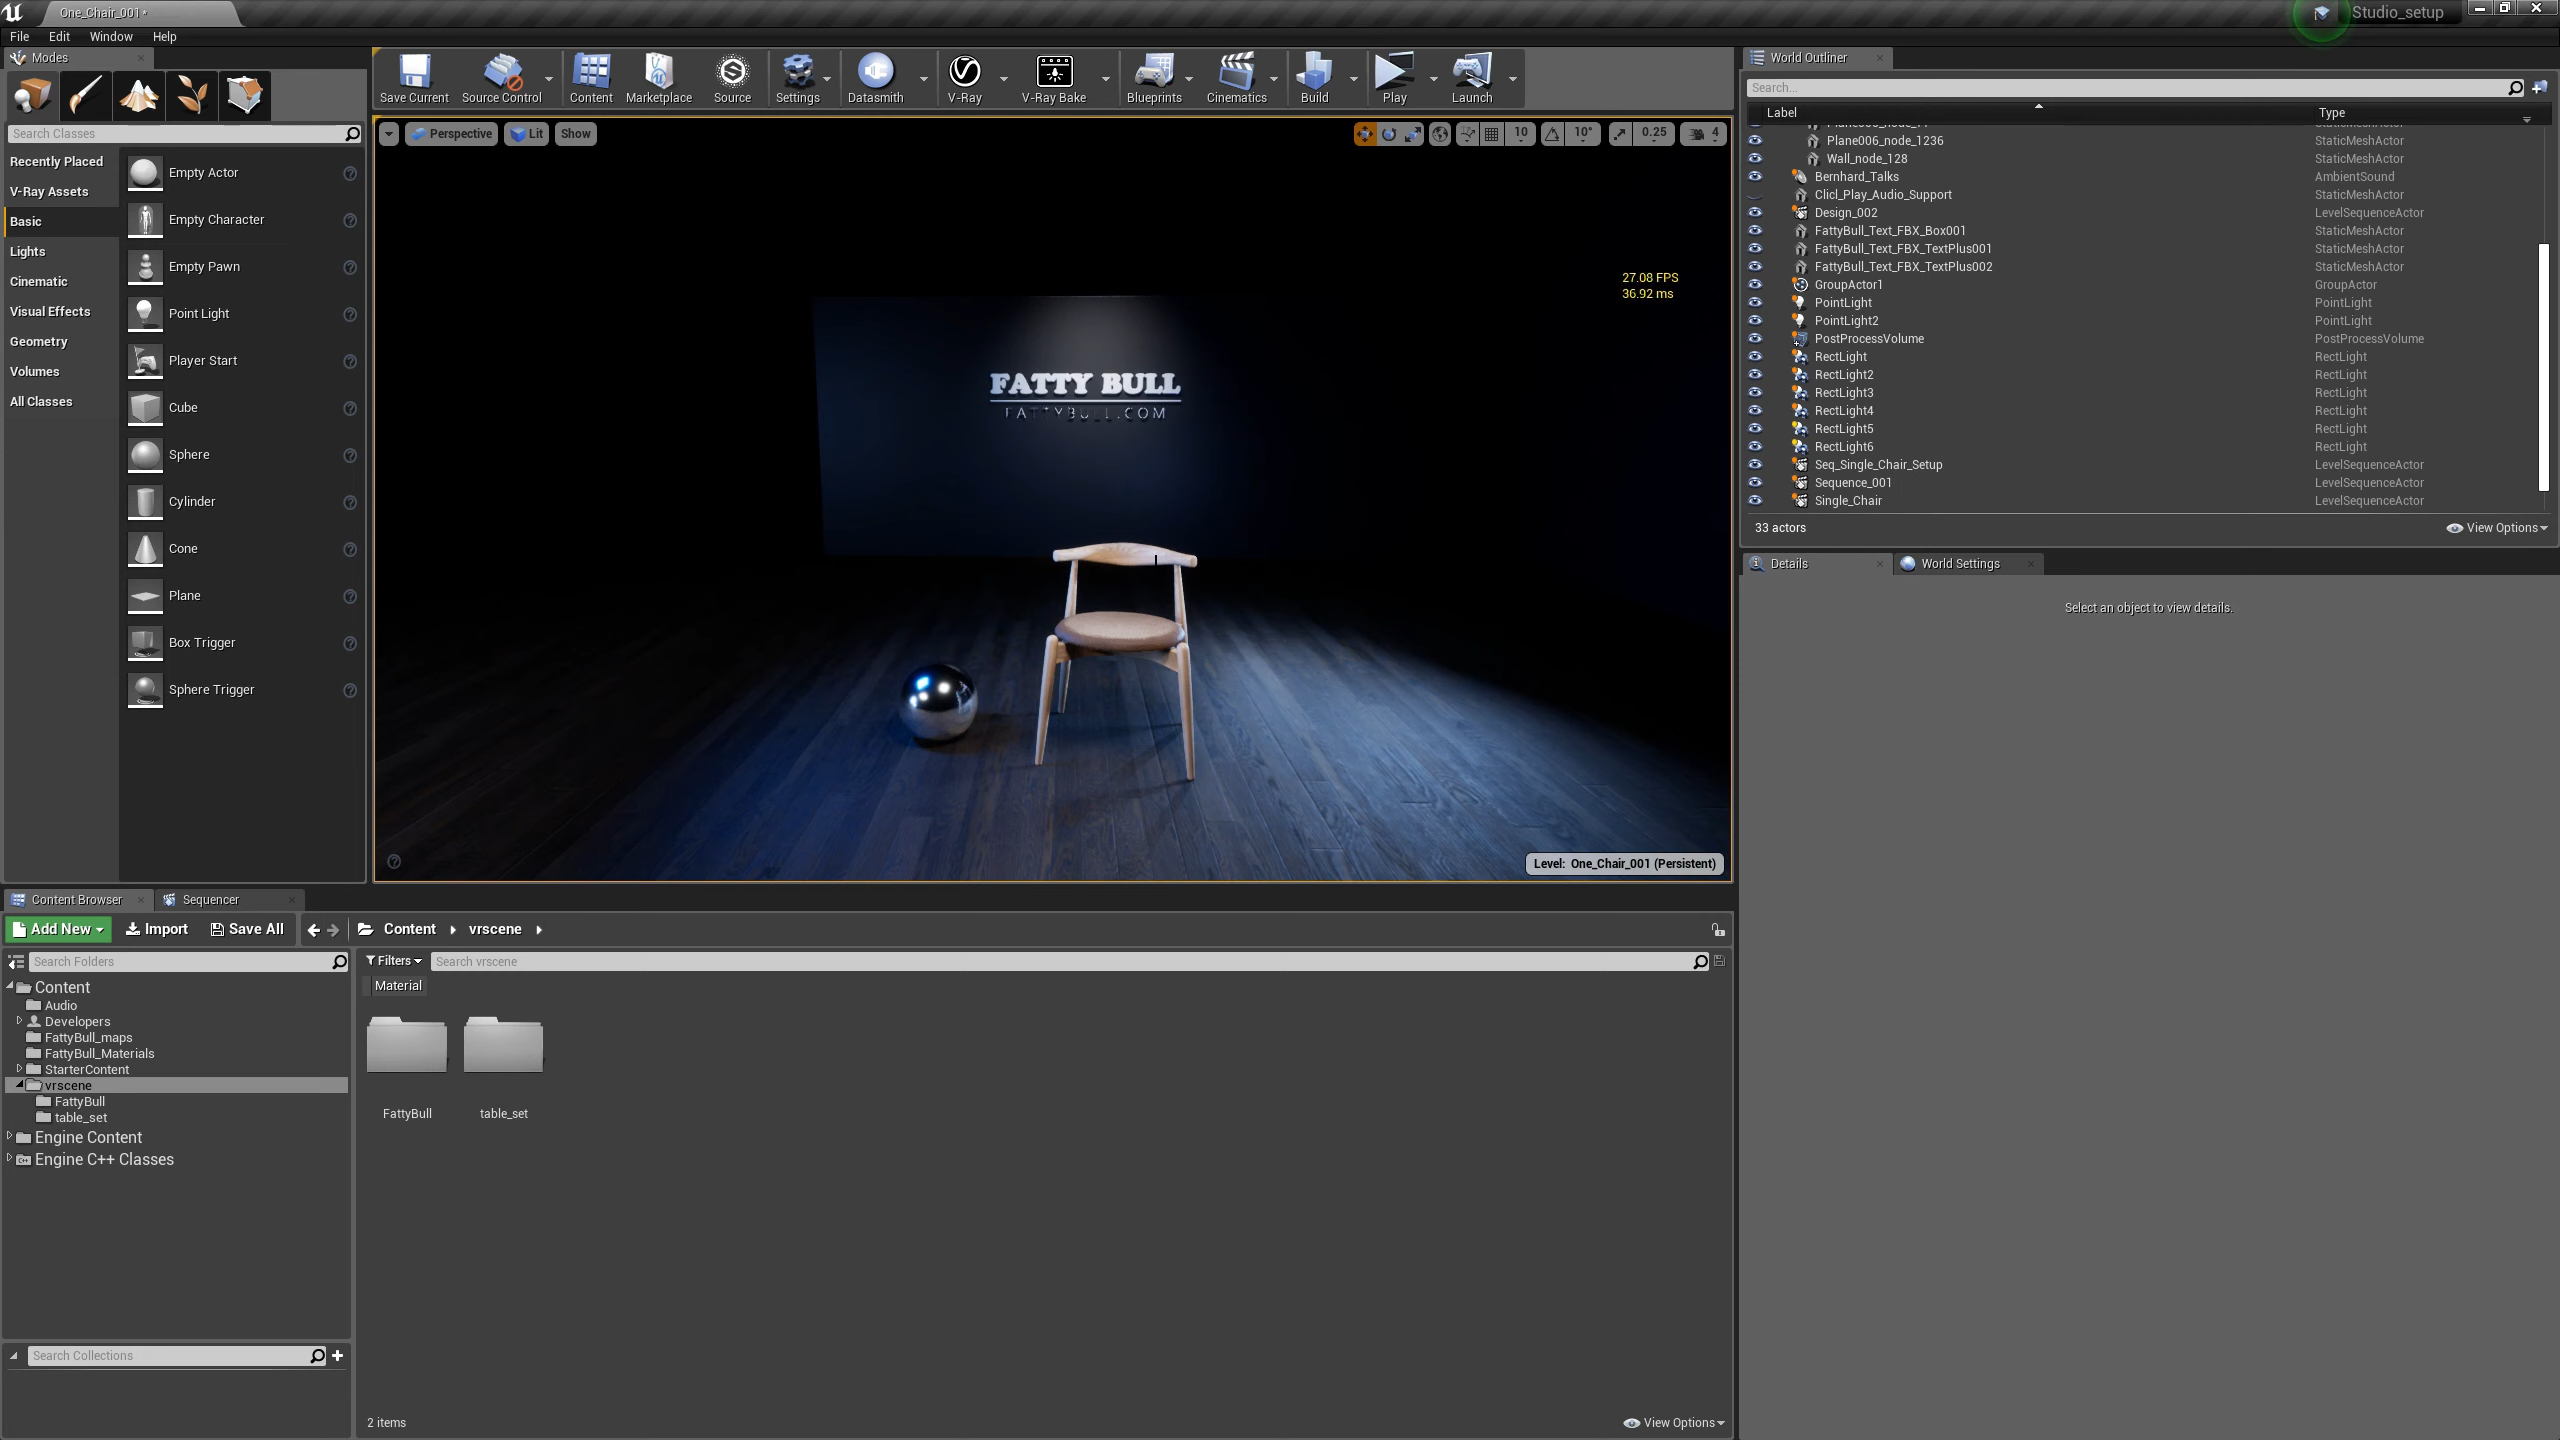 One_Chair_001*
Studio_setup
File Edit Window Help
Modes
Search Classes
Recently Placed
V-Ray Assets
Basic
Lights
Cinematic
Visual Effects
Geometry
Volumes
All Classes
Empty Actor
Empty Character
Empty Pawn
Point Light
Player Start
Cube
Sphere
Cylinder
Cone
Plane
Box Trigger
Sphere Trigger
Save Current Source Control Content Marketplace Source Settings Datasmith V-Ray V-Ray Bake Blueprints Cinematics Build Play Launch
Perspective Lit Show 10 10° 0.25 4
27.08 FPS
36.92 ms
FATTY BULL
FATTYBULL.COM
Level: One_Chair_001 (Persistent)
World Outliner
Search...
Label Type
Plane006_node_1236 StaticMeshActor
Wall_node_128 StaticMeshActor
Bernhard_Talks AmbientSound
Clicl_Play_Audio_Support StaticMeshActor
Design_002 LevelSequenceActor
FattyBull_Text_FBX_Box001 StaticMeshActor
FattyBull_Text_FBX_TextPlus001 StaticMeshActor
FattyBull_Text_FBX_TextPlus002 StaticMeshActor
GroupActor1 GroupActor
PointLight PointLight
PointLight2 PointLight
PostProcessVolume PostProcessVolume
RectLight RectLight
RectLight2 RectLight
RectLight3 RectLight
RectLight4 RectLight
RectLight5 RectLight
RectLight6 RectLight
Seq_Single_Chair_Setup LevelSequenceActor
Sequence_001 LevelSequenceActor
Single_Chair LevelSequenceActor
33 actors View Options
Details World Settings
Select an object to view details.
Content Browser Sequencer
Add New Import Save All Content vrscene
Search Folders
Content
Audio
Developers
FattyBull_maps
FattyBull_Materials
StarterContent
vrscene
FattyBull
table_set
Engine Content
Engine C++ Classes
Search Collections
Filters Search vrscene
Material
FattyBull table_set
2 items View Options